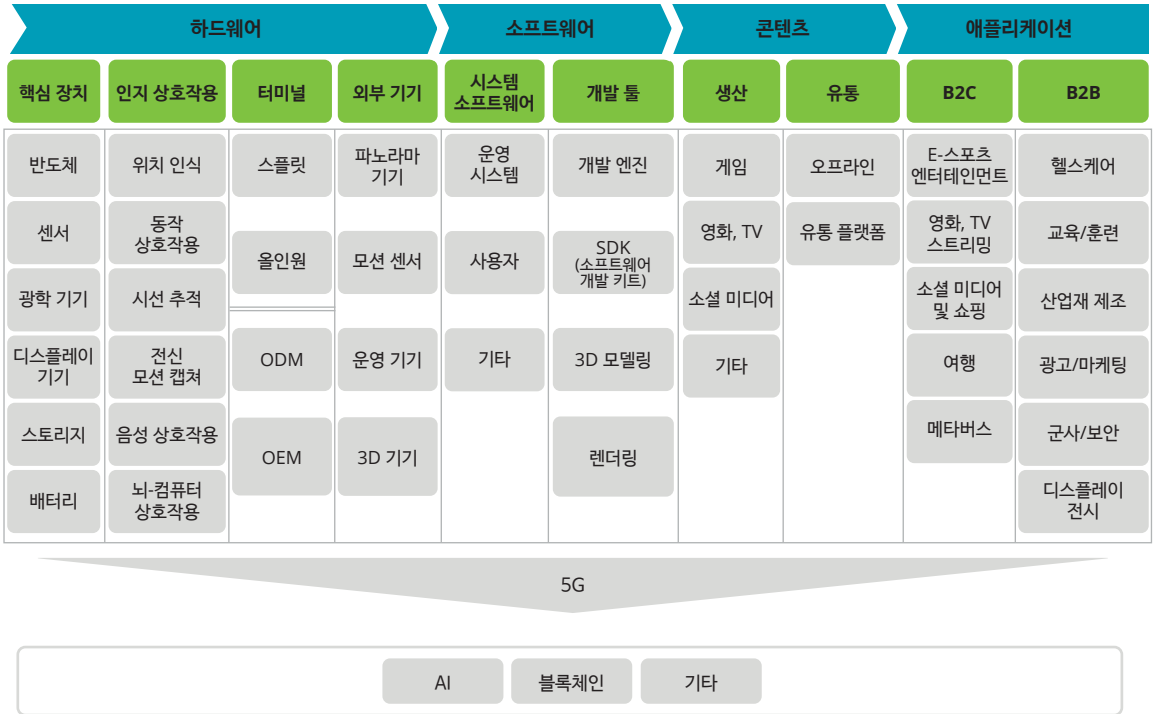 하드웨어
소프트웨어
콘텐츠
애플리케이션
핵심 장치
인지 상호작용
터미널
외부 기기
시스템
소프트웨어
개발 툴
생산
유통
B2C
B2B
반도체
센서
광학 기기
디스플레이
기기
스토리지
배터리
위치 인식
동작
상호작용
시선 추적
전신
모션 캡쳐
음성 상호작용
뇌-컴퓨터
상호작용
스플릿
올인원
ODM
OEM
파노라마
기기
모션 센서
운영 기기
3D 기기
운영
시스템
사용자
기타
개발 엔진
SDK
(소프트웨어
개발 키트)
3D 모델링
렌더링
게임
영화, TV
소셜 미디어
기타
오프라인
유통 플랫폼
E-스포츠
엔터테인먼트
영화, TV
스트리밍
소셜 미디어
및 쇼핑
여행
메타버스
헬스케어
교육/훈련
산업재 제조
광고/마케팅
군사/보안
디스플레이
전시
5G
AI
블록체인
기타